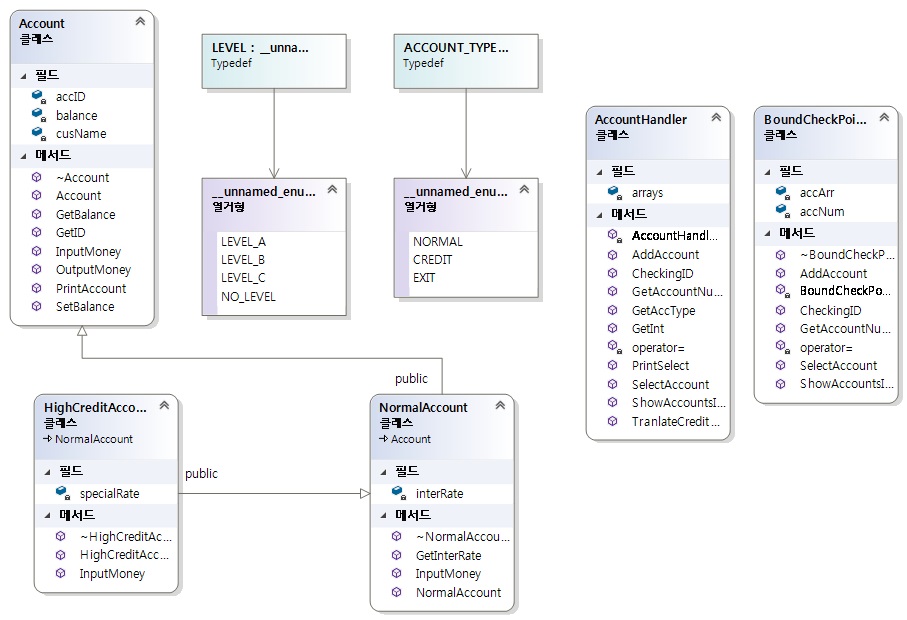 Account
클래스
필드
accID
balance
cusName
메서드
~Account
Account
GetBalance
GetID
InputMoney
OutputMoney
PrintAccount
SetBalance
LEVEL : __unna...
Typedef
__unnamed_enu...
열거형
LEVEL_A
LEVEL_B
LEVEL_C
NO_LEVEL
ACCOUNT_TYPE...
Typedef
__unnamed_enu...
열거형
NORMAL
CREDIT
EXIT
AccountHandler
클래스
필드
arrays
메서드
AccountHandl...
AddAccount
CheckingID
GetAccountNu...
GetAccType
GetInt
operator=
PrintSelect
SelectAccount
ShowAccountsI...
TranlateCredit...
BoundCheckPoi...
클래스
필드
accArr
accNum
메서드
~BoundCheckP...
AddAccount
BoundCheckPo...
CheckingID
GetAccountNu...
operator=
SelectAccount
ShowAccountsI...
public
HighCreditAcco...
클래스
NormalAccount
필드
specialRate
메서드
~HighCreditAc...
HighCreditAcc...
InputMoney
public
NormalAccount
클래스
Account
필드
interRate
메서드
~NormalAccou...
GetInterRate
InputMoney
NormalAccount